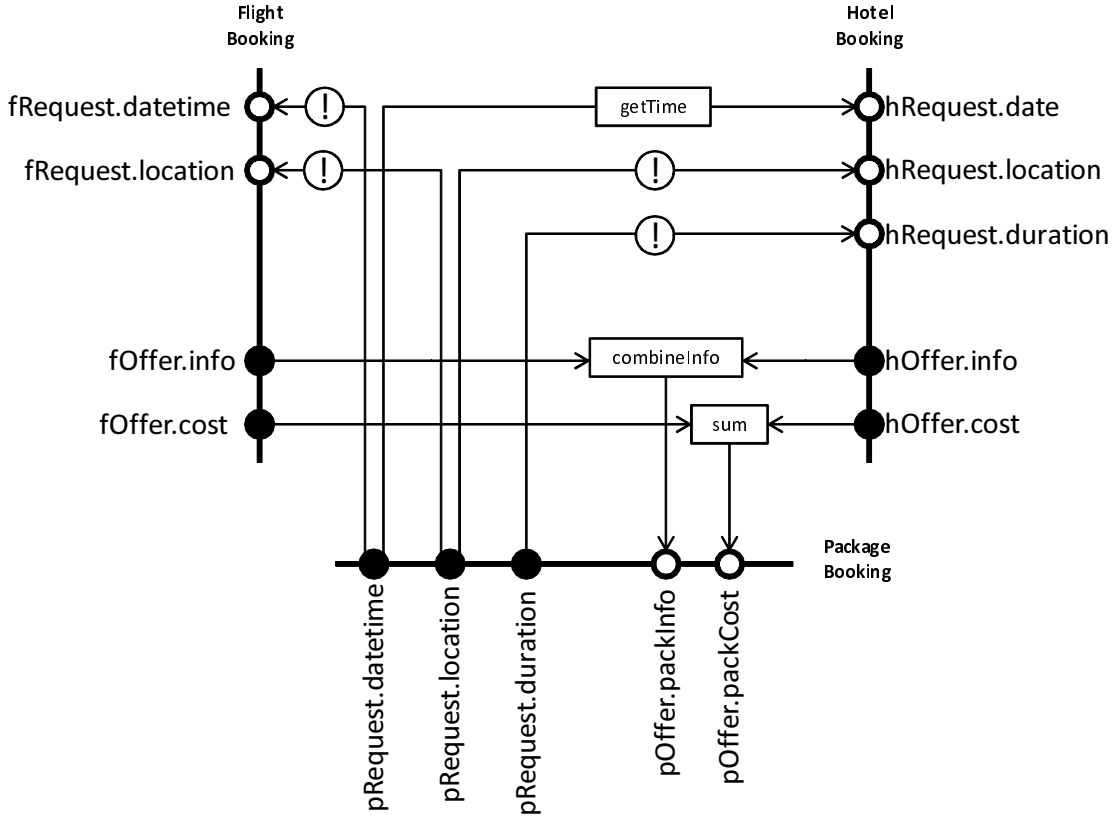 Flight
Booking
Hotel
Booking
fRequest.datetime
!
getTime
hRequest.date
fRequest.location
!
!
hRequest.location
!
hRequest.duration
fOffer.info
combineInfo
hOffer.info
fOffer.cost
sum
hOffer.cost
Package
Booking
pRequest.datetime
pRequest.location
pRequest.duration
pOffer.packInfo
pOffer.packCost